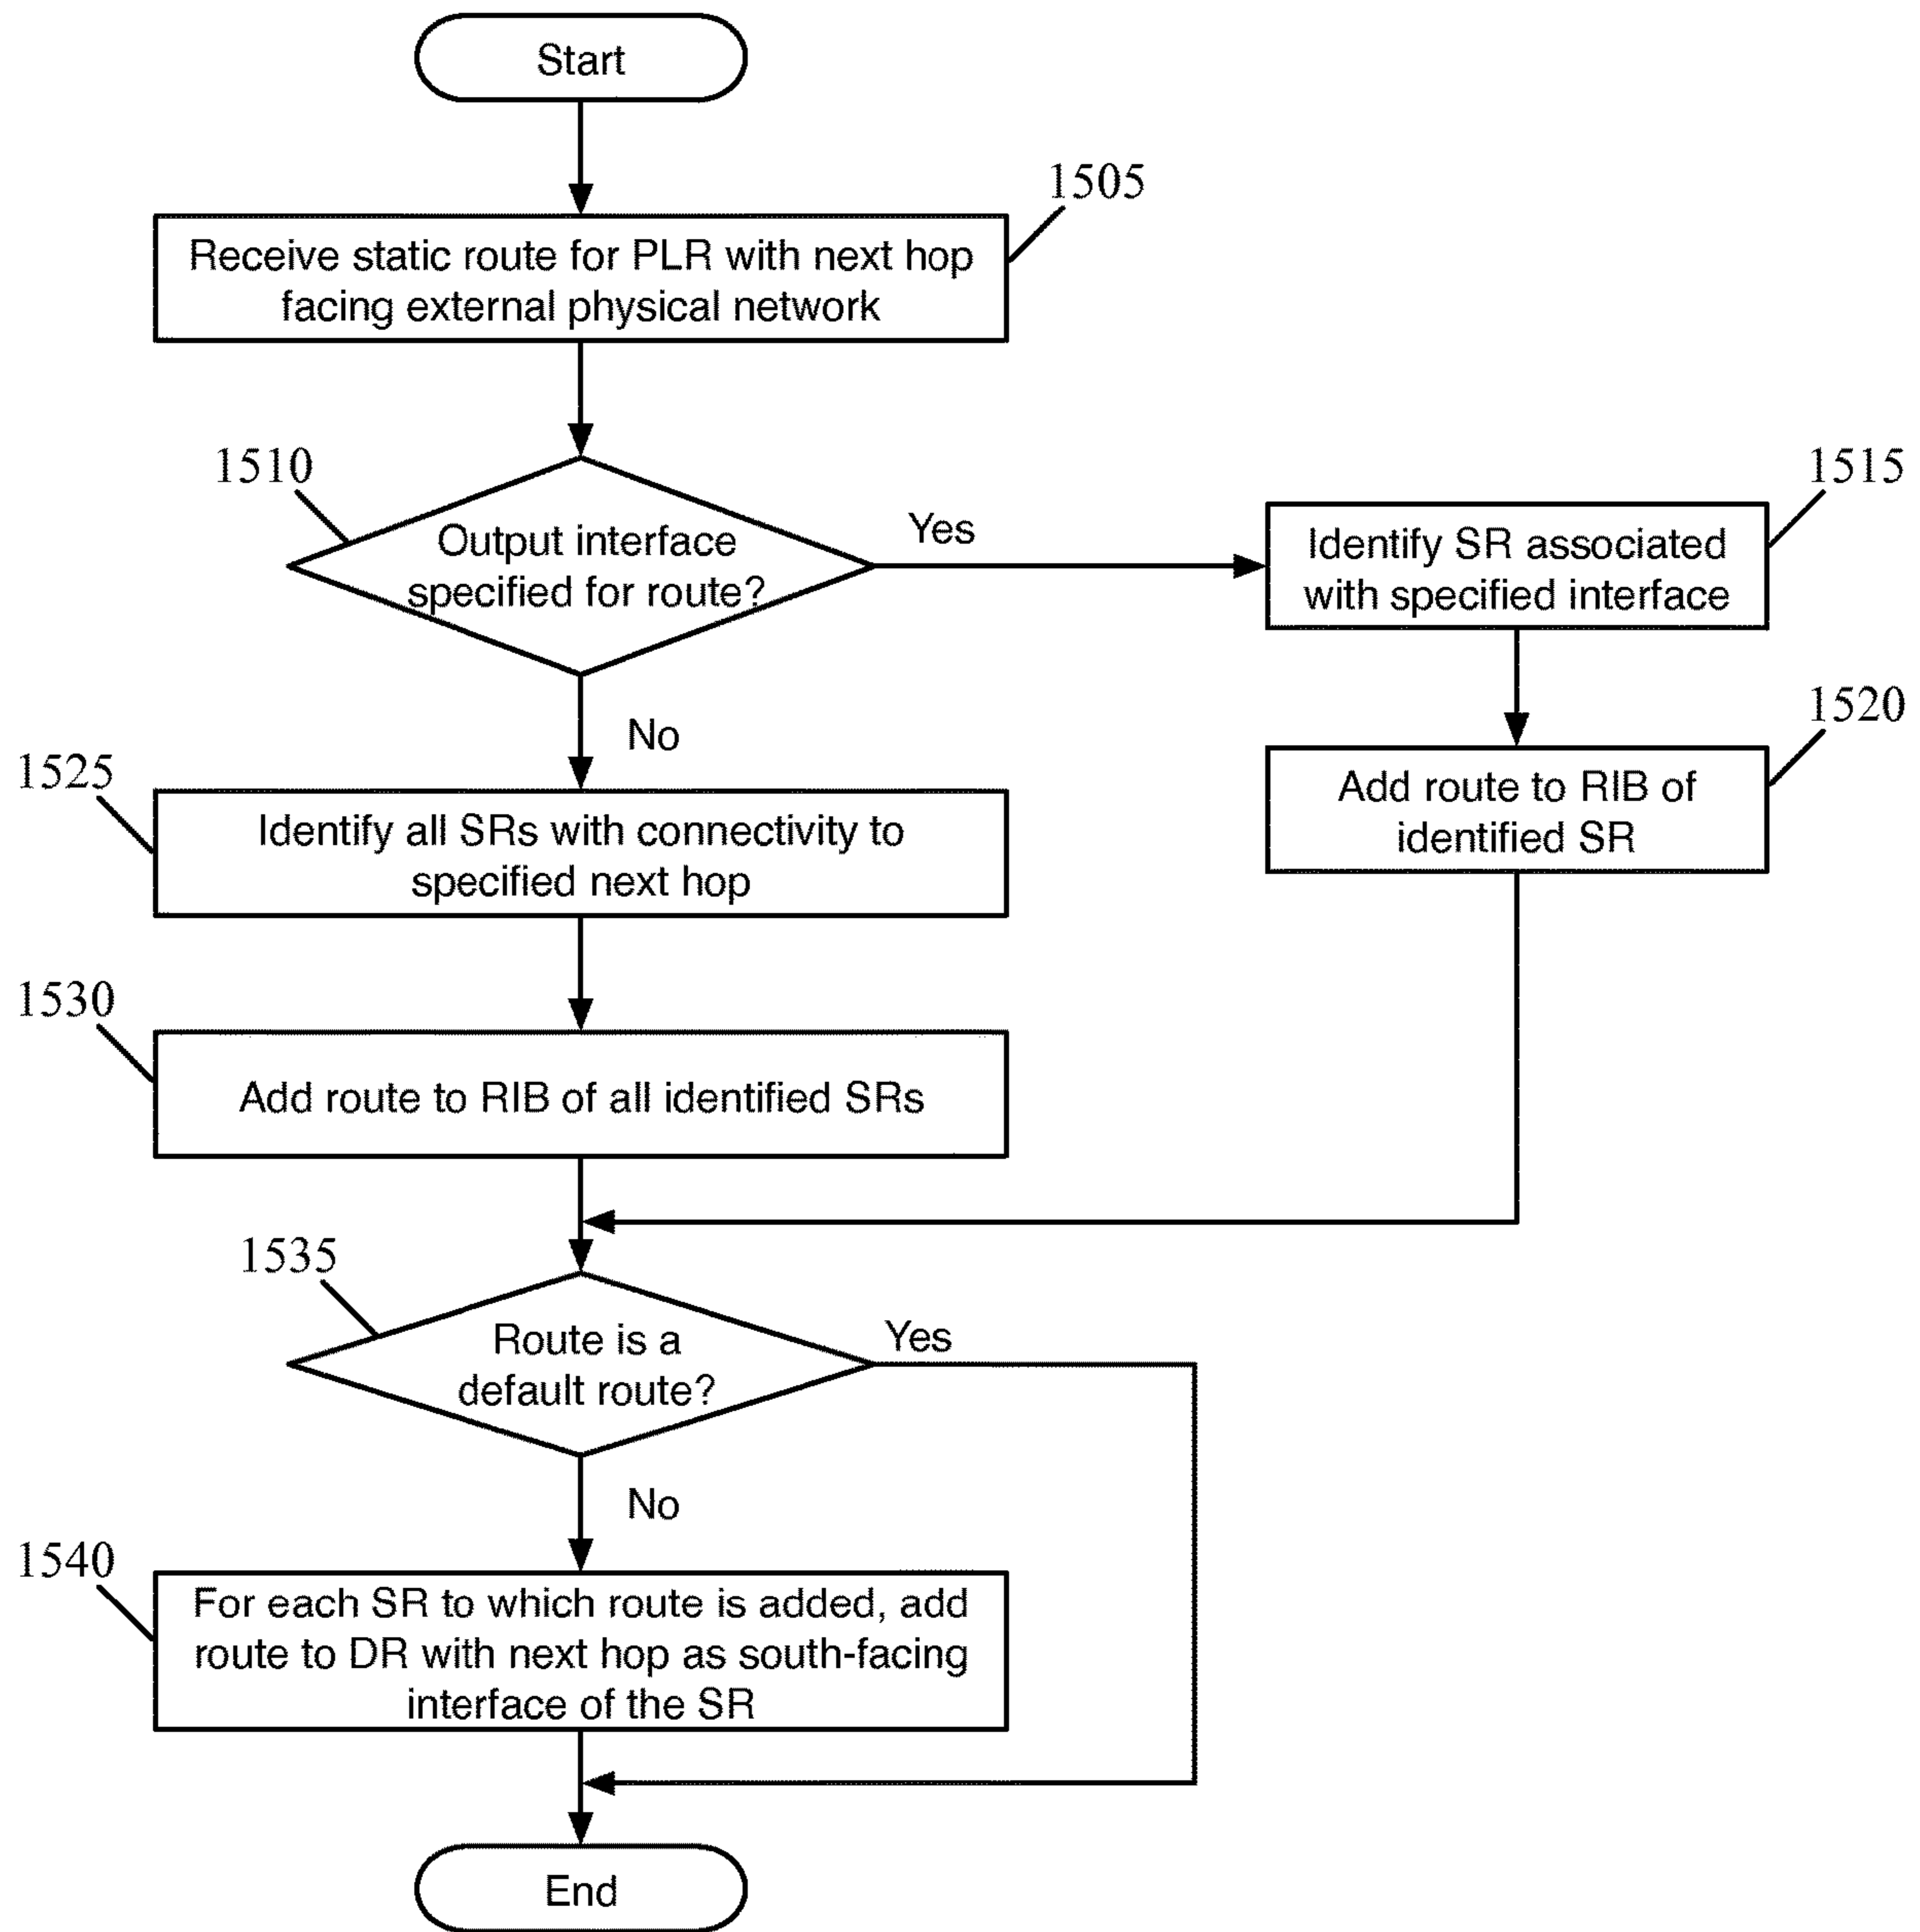 Start
1505
Receive static route for PLR with next hop
facing external physical network
1510
Output interface
specified for route?
Yes
1515
Identify SR associated
with specified interface
No
1520
Add route to RIB of
identified SR
1525
Identify all SRs with connectivity to
specified next hop
1530
Add route to RIB of all identified SRs
1535
Route is a
default route?
Yes
No
1540
For each SR to which route is added, add
route to DR with next hop as south-facing
interface of the SR
End